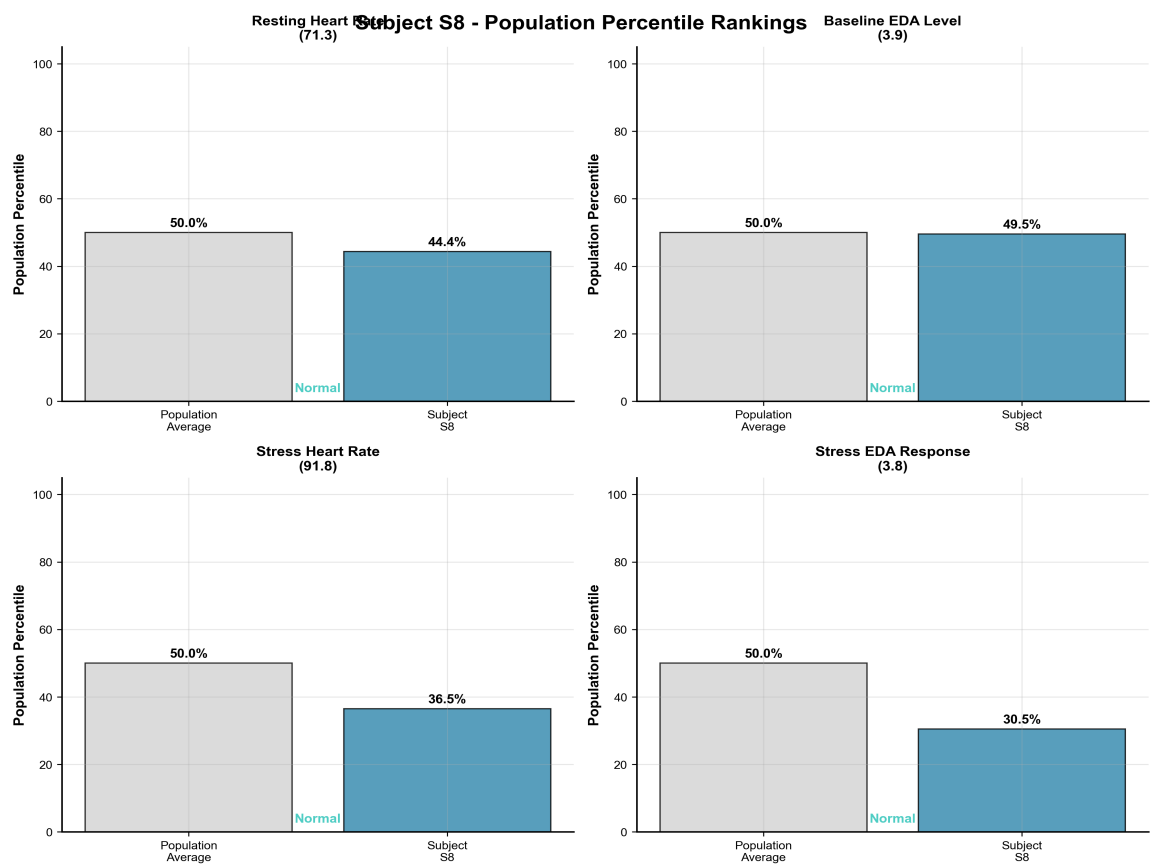 Subject S8 - Population Percentile Rankings
Resting Heart Rate
(71.3)
Population Percentile
100
80
60
40
20
0
50.0%
44.4%
Normal
Population
Average
Subject
S8
Baseline EDA Level
(3.9)
Population Percentile
100
80
60
40
20
0
50.0%
49.5%
Normal
Population
Average
Subject
S8
Stress Heart Rate
(91.8)
Population Percentile
100
80
60
40
20
0
50.0%
36.5%
Normal
Population
Average
Subject
S8
Stress EDA Response
(3.8)
Population Percentile
100
80
60
40
20
0
50.0%
30.5%
Normal
Population
Average
Subject
S8